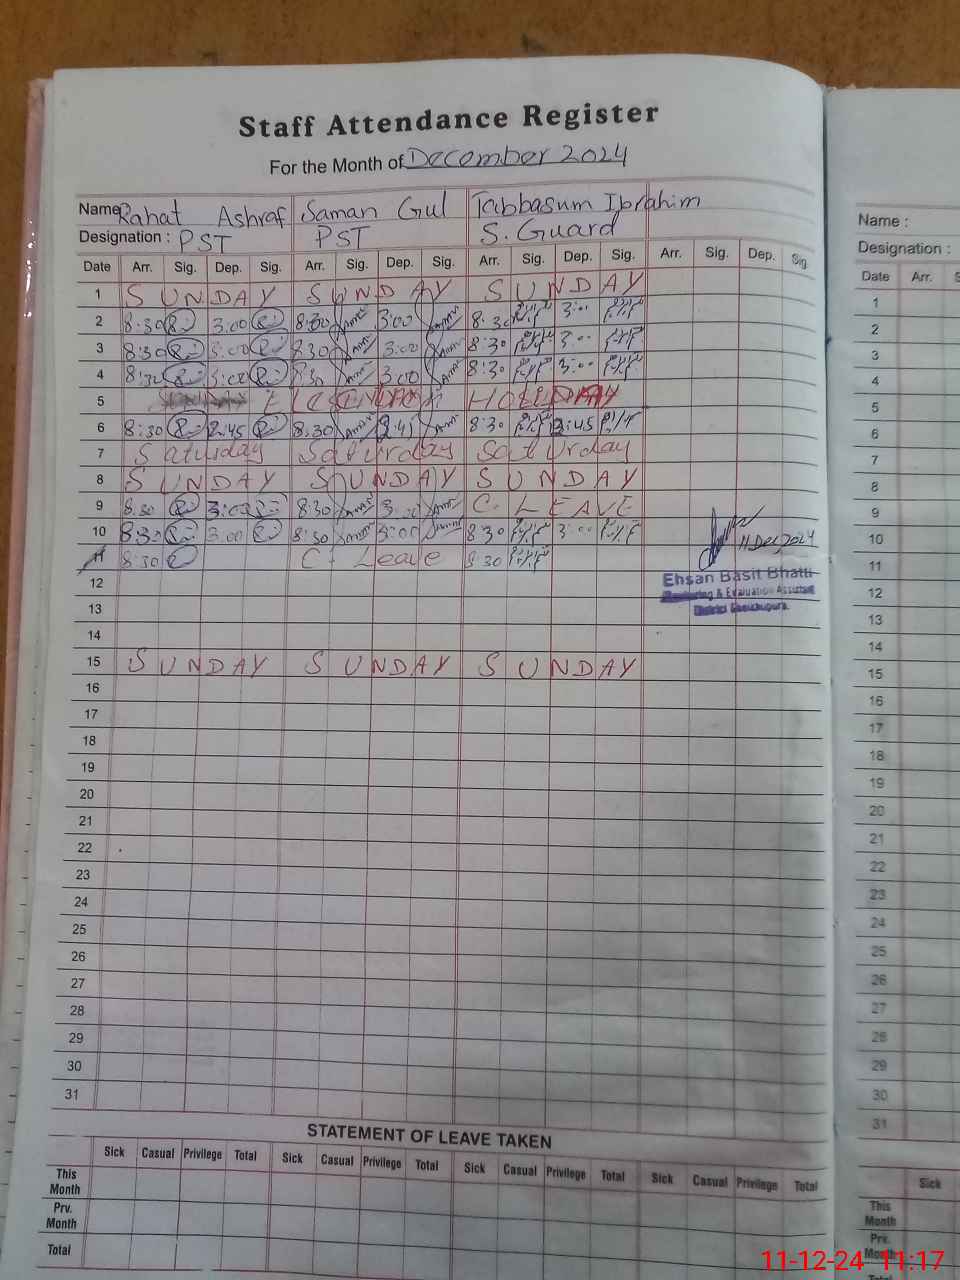 Staff Attendance Register
For the Month of December 2024
Name: Rahat Ashraf Saman Gul Tabbasum Ibrahim
Designation : PST PST S. Guard
Date Arr. Sig. Dep. Sig. Arr. Sig. Dep. Sig. Arr. Sig. Dep. Sig. Arr. Sig. Dep. Sig.
1 SUNDAY SUNDAY SUNDAY
2 8:30 3:00 8:30 3:00 8:30 3:00
3 8:30 3:00 8:30 3:00 8:30 3:00
4 8:30 3:00 8:30 3:00 8:30 3:00
5
6 8:30 2:45 8:30 8:30 3:45
7 Saturday Saturday Saturday
8 SUNDAY SUNDAY SUNDAY
9 8:30 3:00 8:30 3:00 C. LEAVE
10 8:30 3:00 8:30 3:00 8:30 3:00
11 Dec, 2024
11 8:30 C. Leave 8:30
Ehsan Basit Bhatti
Monitoring & Evaluation Assistant
District Sheikhupura.
12
13
14
15 SUNDAY SUNDAY SUNDAY
16
17
18
19
20
21
22
23
24
25
26
27
28
29
30
31
STATEMENT OF LEAVE TAKEN
Sick Casual Privilege Total Sick Casual Privilege Total Sick Casual Privilege Total Sick Casual Privilege Total
This Month
Prv. Month
Total
Name :
Designation :
Date Arr.
1
2
3
4
5
6
7
8
9
10
11
12
13
14
15
16
17
18
19
20
21
22
23
24
25
26
27
28
29
30
31
Sick
This Month
Prv. Month
11-12-24 11:17